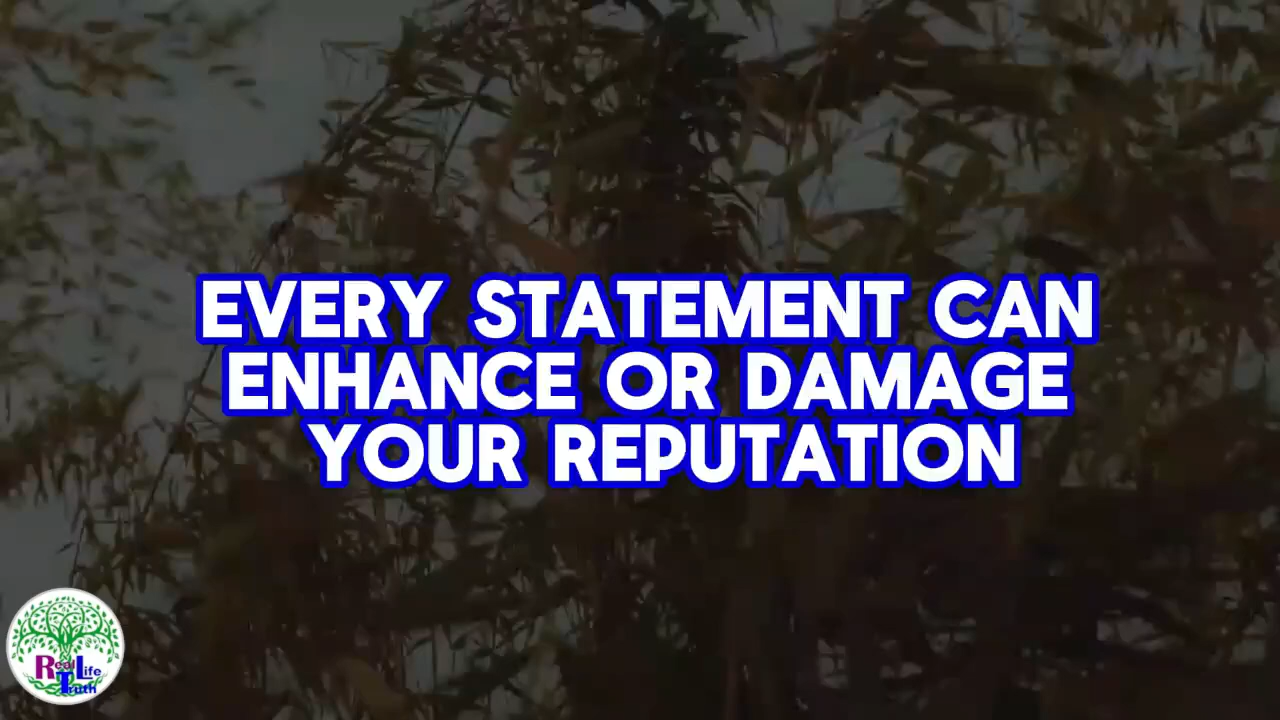 EVERY STATEMENT CAN
ENHANCE OR DAMAGE
YOUR REPUTATION
Real Life
Truth